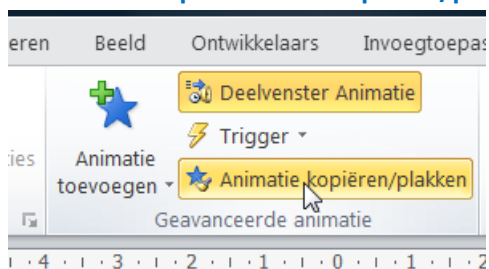 eren Beeld Ontwikkelaars Invoegtoepas
Deelvenster Animatie
Trigger
ties Animatie toevoegen
Animatie kopiëren/plakken
Geavanceerde animatie
4 3 2 1 0 1 2